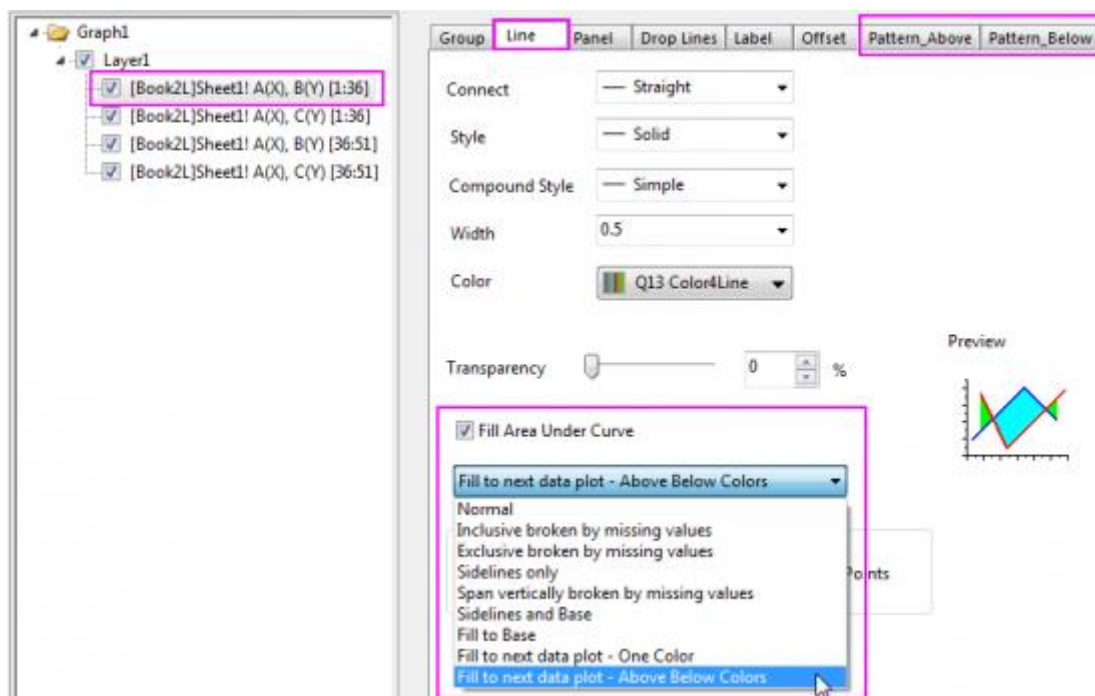 Graph1
Layer1
[Book2L]Sheet1! A(X), B(Y) [1:36]
[Book2L]Sheet1! A(X), C(Y) [1:36]
[Book2L]Sheet1! A(X), B(Y) [36:51]
[Book2L]Sheet1! A(X), C(Y) [36:51]
Group Line Panel Drop Lines Label Offset Pattern_Above Pattern_Below
Connect Straight
Style Solid
Compound Style Simple
Width 0.5
Color Q13 Color4Line
Transparency 0 %
Preview
Fill Area Under Curve
Fill to next data plot - Above Below Colors
Normal
Inclusive broken by missing values
Exclusive broken by missing values
Sidelines only
Span vertically broken by missing values
Sidelines and Base
Fill to Base
Fill to next data plot - One Color
Fill to next data plot - Above Below Colors